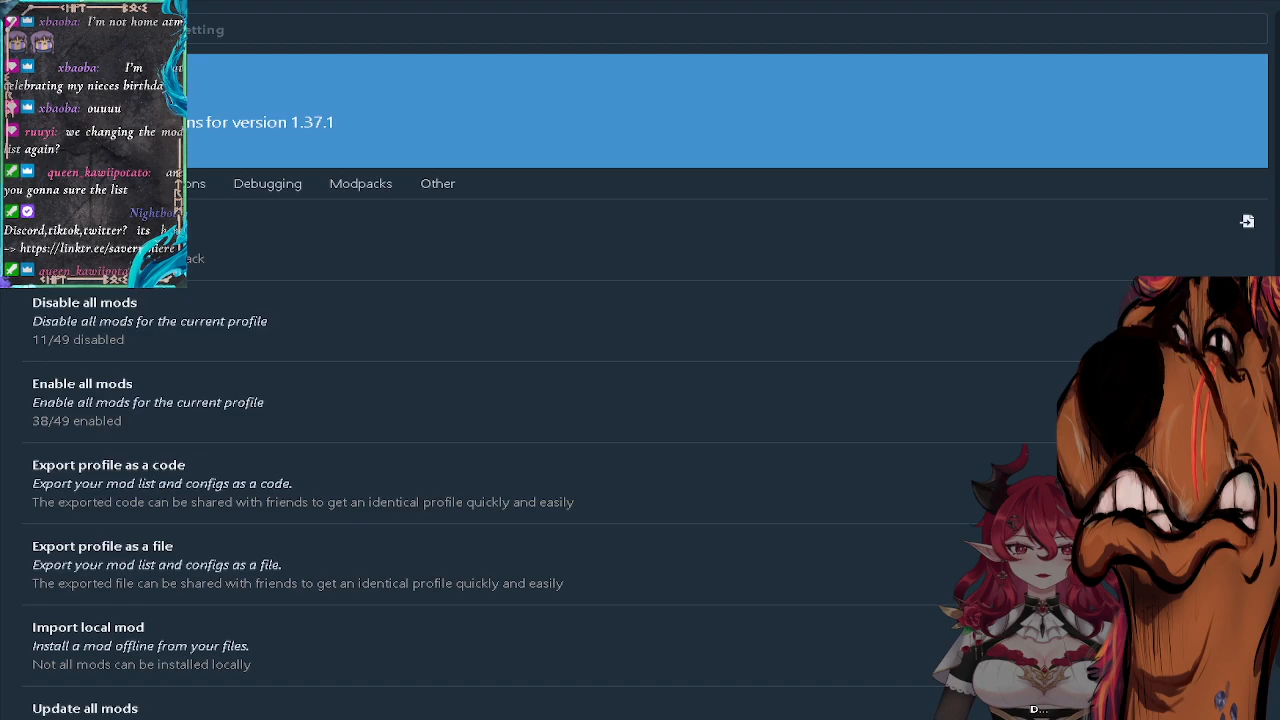 xbaoba: I'm not home atm
xbaoba: I'm
celebrating my nieces birthda
xbaoba: ouuuu
ruuyi: we changing the mod
list again?
queen_kawiipotato: an
you gonna sure the list
Nightbo
Discord,tiktok,twitter? its
–> https://linktr.ee/saver
queen_kawiipota
etting
ns for version 1.37.1
ons Debugging Modpacks Other
ack
Disable all mods
Disable all mods for the current profile
11/49 disabled
Enable all mods
Enable all mods for the current profile
38/49 enabled
Export profile as a code
Export your mod list and configs as a code.
The exported code can be shared with friends to get an identical profile quickly and easily
Export profile as a file
Export your mod list and configs as a file.
The exported file can be shared with friends to get an identical profile quickly and easily
Import local mod
Install a mod offline from your files.
Not all mods can be installed locally
Update all mods
D...